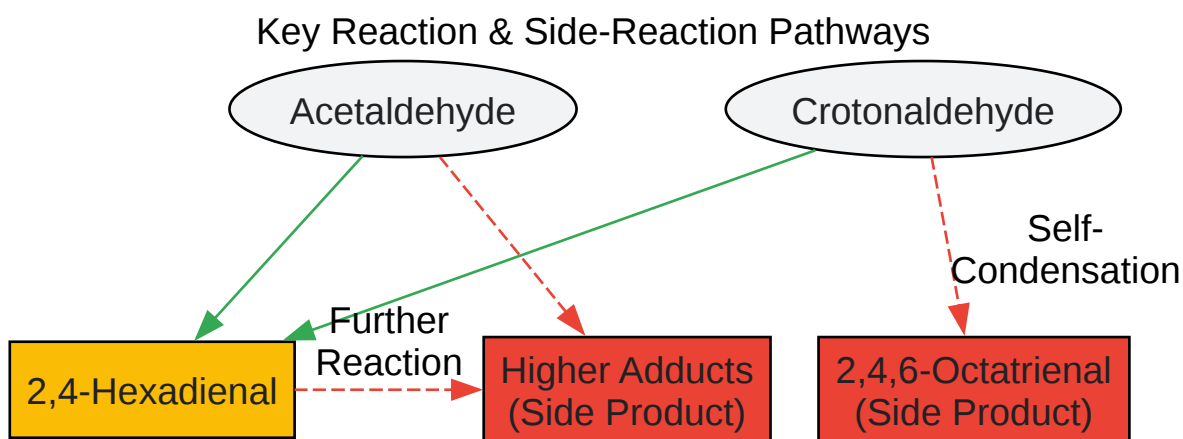 Key Reaction & Side-Reaction Pathways
Acetaldehyde
Crotonaldehyde
Self-
Condensation
Further
Reaction
2,4-Hexadienal
Higher Adducts
(Side Product)
2,4,6-Octatrienal
(Side Product)